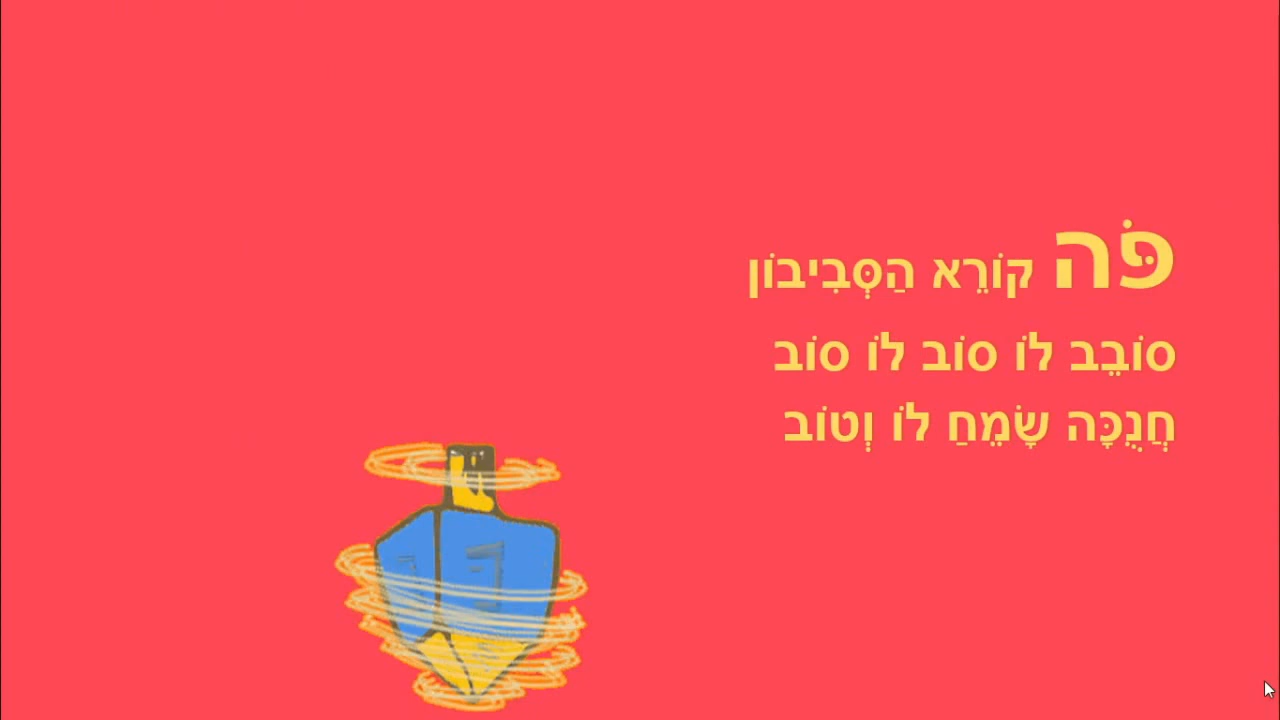 פֹּה קוֹרֵא הַסְּבִיבוֹן
סוֹבֵב לוֹ סוֹב לוֹ סוֹב
חֲנֻכָּה שָׂמֵחַ לוֹ וְטוֹב